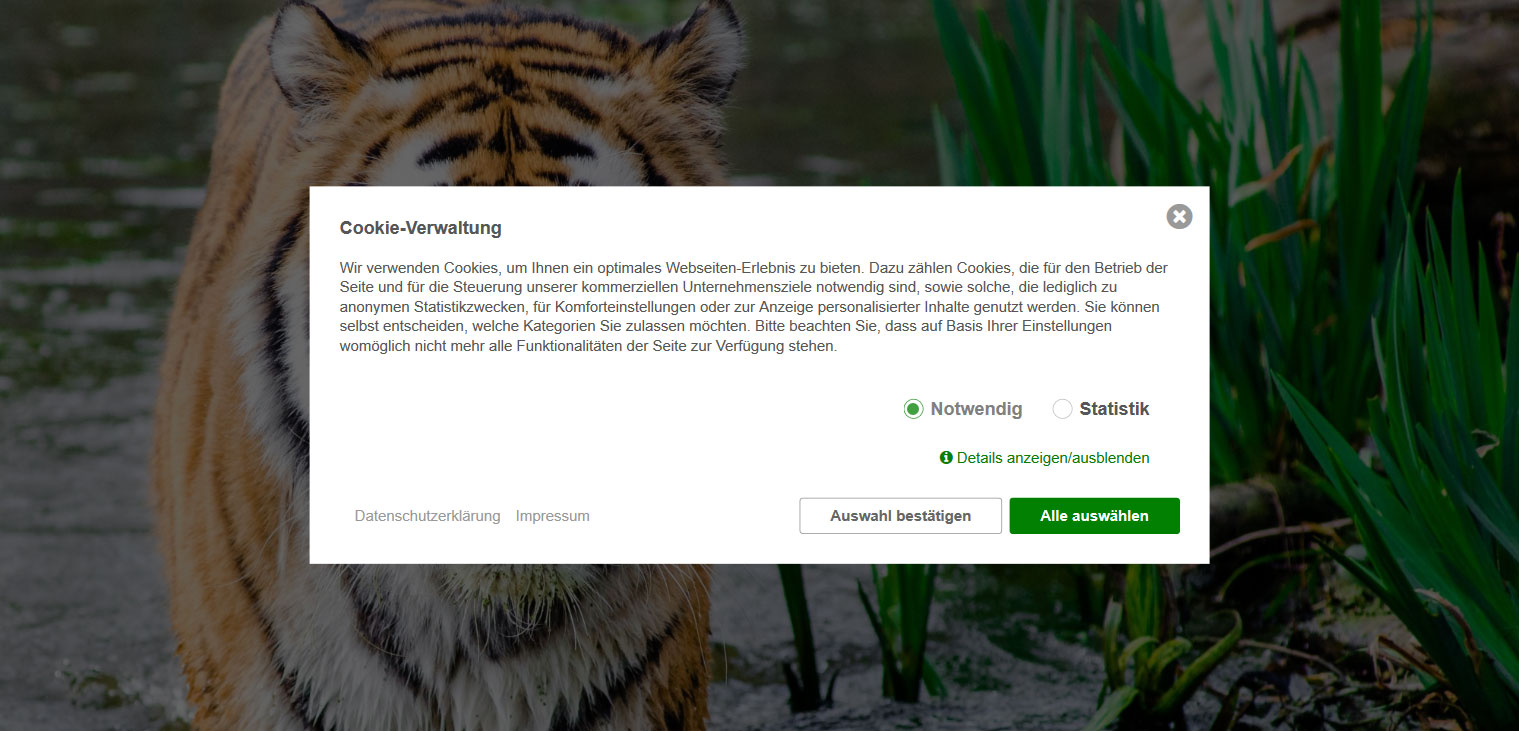 Cookie-Verwaltung
Wir verwenden Cookies, um Ihnen ein optimales Webseiten-Erlebnis zu bieten. Dazu zählen Cookies, die für den Betrieb der
Seite und für die Steuerung unserer kommerziellen Unternehmensziele notwendig sind, sowie solche, die lediglich zu
anonymen Statistikzwecken, für Komforteinstellungen oder zur Anzeige personalisierter Inhalte genutzt werden. Sie können
selbst entscheiden, welche Kategorien Sie zulassen möchten. Bitte beachten Sie, dass auf Basis Ihrer Einstellungen
womöglich nicht mehr alle Funktionalitäten der Seite zur Verfügung stehen.
Notwendig Statistik
Details anzeigen/ausblenden
Datenschutzerklärung Impressum Auswahl bestätigen Alle auswählen